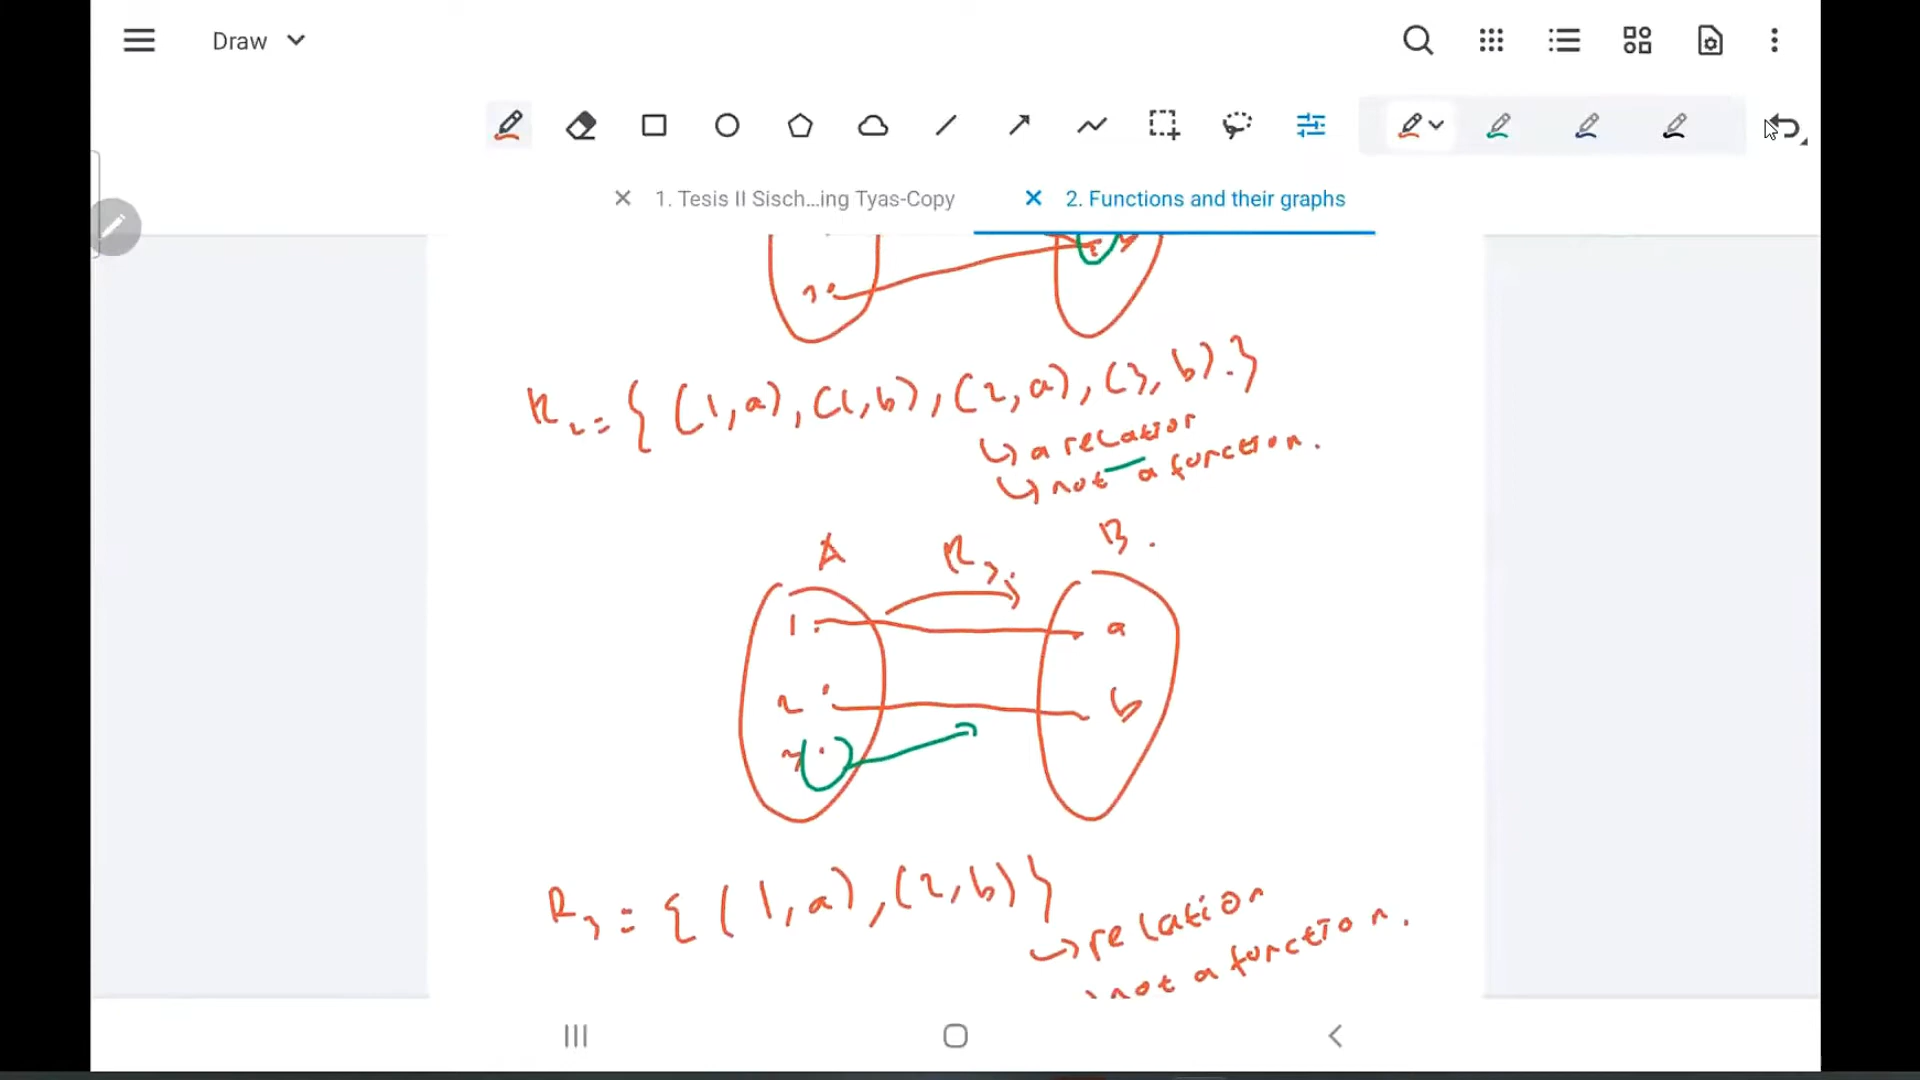 Draw
1. Tesis II Sisch...ing Tyas-Copy
2. Functions and their graphs
3
R₂ = { (1, a), (1, b), (2, a), (3, b).}
↳ a relation
↳ not a function.
A R₃. B.
1. a
2. b
3.
R₃ = { (1, a), (2, b) }
↳ relation
not a function.